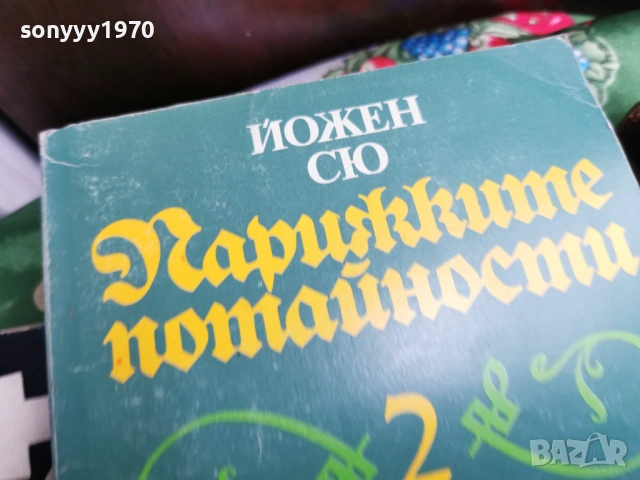 sonyyy1970
ЙОЖЕН
СЮ
Парижките
потайности
2
BAZAR